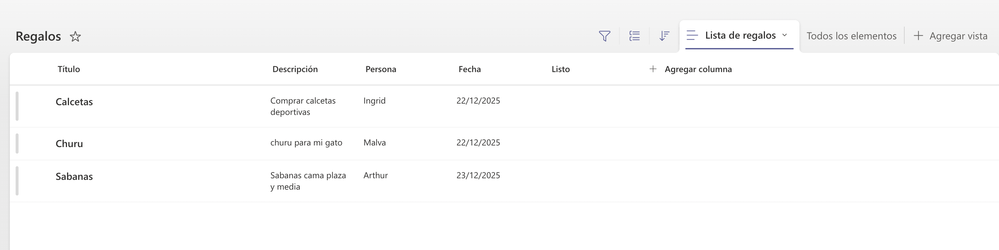 Regalos
Lista de regalos
Todos los elementos
Agregar vista
Título
Descripción
Persona
Fecha
Listo
Agregar columna
Calcetas
Comprar calcetas
deportivas
Ingrid
22/12/2025
Churu
churu para mi gato
Malva
22/12/2025
Sabanas
Sabanas cama plaza
y media
Arthur
23/12/2025